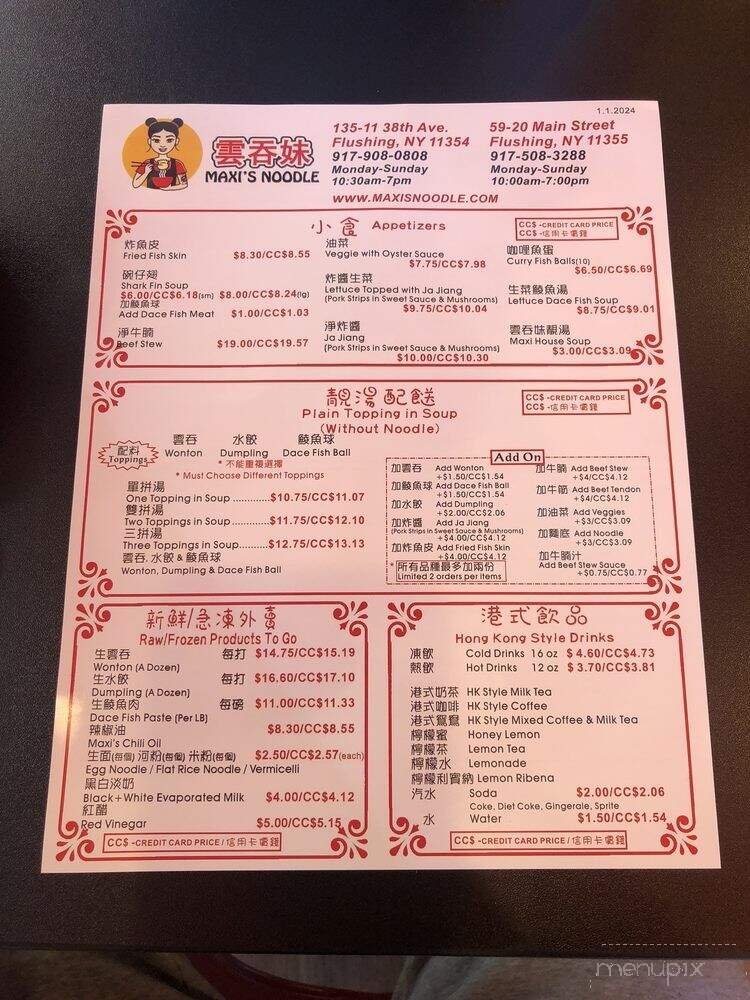 1.1.2024
雲吞妹
MAXI'S NOODLE
135-11 38th Ave.
Flushing, NY 11354
917-908-0808
Monday-Sunday
10:30am-7pm
59-20 Main Street
Flushing, NY 11355
917-508-3288
Monday-Sunday
10:00am-7:00pm
WWW.MAXISNOODLE.COM
小食 Appetizers
CC$ -CREDIT CARD PRICE
CC$ -信用卡價錢
炸魚皮
Fried Fish Skin $8.30/CC$8.55
碗仔翅
Shark Fin Soup
$6.00/CC$6.18(sm) $8.00/CC$8.24(lg)
加鯪魚球
Add Dace Fish Meat $1.00/CC$1.03
淨牛腩
Beef Stew $19.00/CC$19.57
油菜
Veggie with Oyster Sauce
$7.75/CC$7.98
炸醬生菜
Lettuce Topped with Ja Jiang
(Pork Strips in Sweet Sauce & Mushrooms)
$9.75/CC$10.04
淨炸醬
Ja Jiang
(Pork Strips in Sweet Sauce & Mushrooms)
$10.00/CC$10.30
咖哩魚蛋
Curry Fish Balls(10)
$6.50/CC$6.69
生菜鯪魚湯
Lettuce Dace Fish Soup
$8.75/CC$9.01
雲吞妹靚湯
Maxi House Soup
$3.00/CC$3.09
靚湯配餸
Plain Topping in Soup
(Without Noodle)
CC$ -CREDIT CARD PRICE
CC$ -信用卡價錢
配料
Toppings
雲吞 水餃 鯪魚球
Wonton Dumpling Dace Fish Ball
* 不能重複選擇
* Must Choose Different Toppings
單拼湯
One Topping in Soup ............$10.75/CC$11.07
雙拼湯
Two Toppings in Soup............$11.75/CC$12.10
三拼湯
Three Toppings in Soup..........$12.75/CC$13.13
雲吞, 水餃 & 鯪魚球
Wonton, Dumpling & Dace Fish Ball
Add On
加雲吞 Add Wonton
+$1.50/CC$1.54
加鯪魚球 Add Dace Fish Ball
+$1.50/CC$1.54
加水餃 Add Dumpling
+$2.00/CC$2.06
加炸醬 Add Ja Jiang
(Pork Strips in Sweet Sauce & Mushrooms)
+$4.00/CC$4.12
加炸魚皮 Add Fried Fish Skin
+$4.00/CC$4.12
* 所有品種最多加兩份
Limited 2 orders per items
加牛腩 Add Beef Stew
+$4/CC$4.12
加牛筋 Add Beef Tendon
+$4/CC$4.12
加油菜 Add Veggies
+$3/CC$3.09
加麵底 Add Noodle
+$3/CC$3.09
加牛腩汁
Add Beef Stew Sauce
+$0.75/CC$0.77
新鮮/急凍外賣
Raw/Frozen Products To Go
生雲吞 每打 $14.75/CC$15.19
Wonton (A Dozen)
生水餃 每打 $16.60/CC$17.10
Dumpling (A Dozen)
生鯪魚肉 每磅 $11.00/CC$11.33
Dace Fish Paste (Per LB)
辣椒油 $8.30/CC$8.55
Maxi's Chili Oil
生面(每個) 河粉(每個) 米粉(每個) $2.50/CC$2.57(each)
Egg Noodle / Flat Rice Noodle / Vermicelli
黑白淡奶
Black+White Evaporated Milk $4.00/CC$4.12
紅醋
Red Vinegar $5.00/CC$5.15
CC$ -CREDIT CARD PRICE / 信用卡價錢
港式飲品
Hong Kong Style Drinks
凍飲 Cold Drinks 16 oz $4.60/CC$4.73
熱飲 Hot Drinks 12 oz $3.70/CC$3.81
港式奶茶 HK Style Milk Tea
港式咖啡 HK Style Coffee
港式鴛鴦 HK Style Mixed Coffee & Milk Tea
檸檬蜜 Honey Lemon
檸檬茶 Lemon Tea
檸檬水 Lemonade
檸檬利賓納 Lemon Ribena
汽水 Soda $2.00/CC$2.06
Coke, Diet Coke, Gingerale, Sprite
水 Water $1.50/CC$1.54
CC$ -CREDIT CARD PRICE / 信用卡價錢
menupix